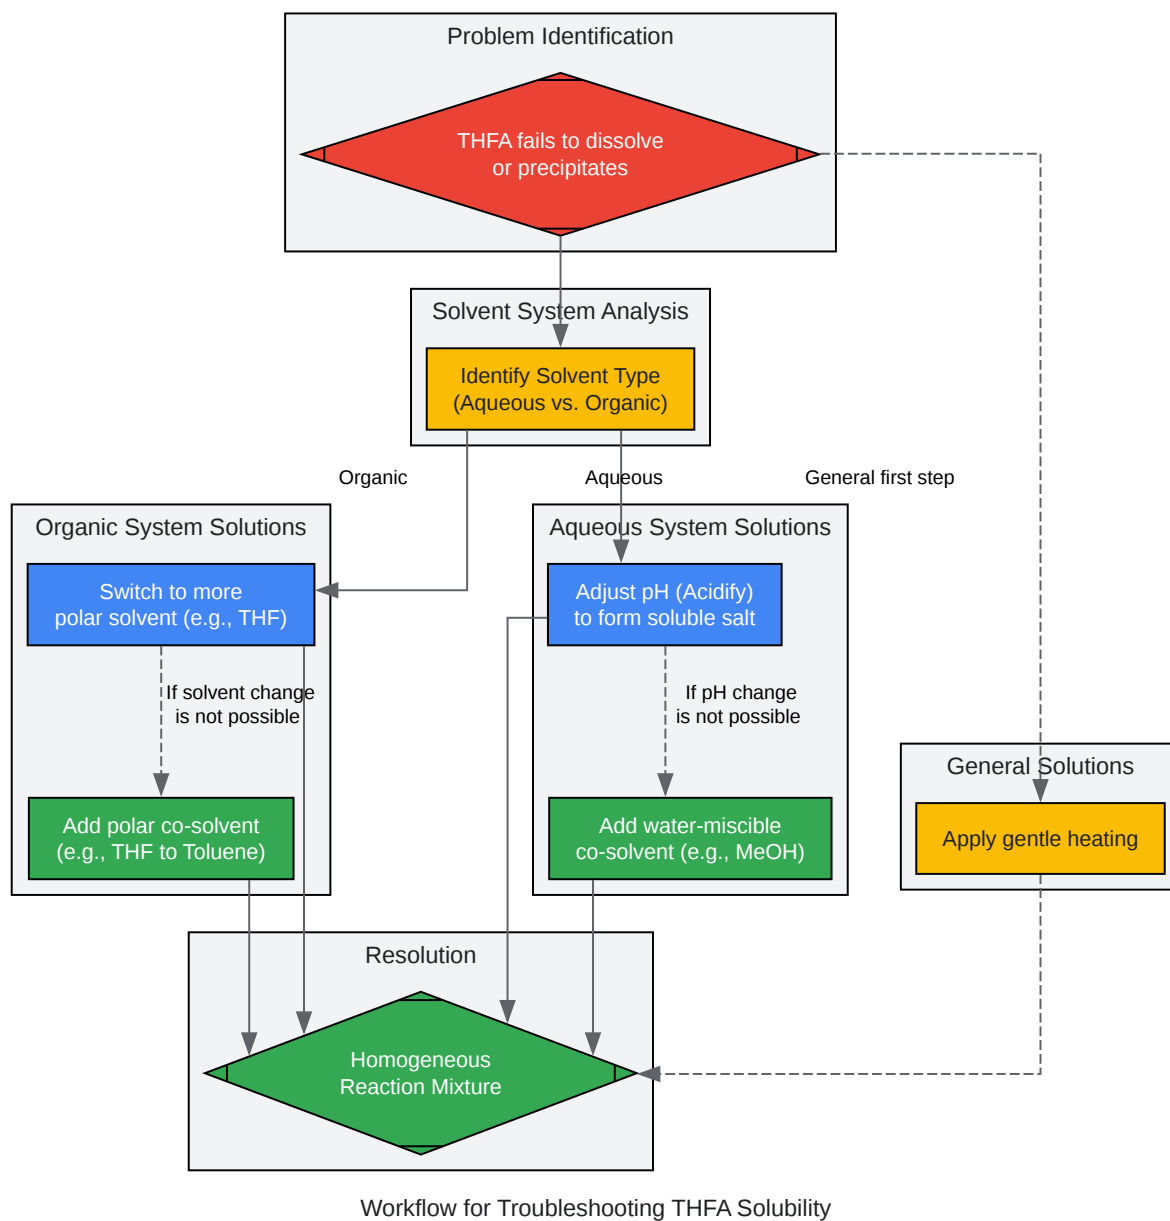 Problem Identification
THFA fails to dissolve
or precipitates
Solvent System Analysis
Identify Solvent Type
(Aqueous vs. Organic)
Organic
Aqueous
General first step
Organic System Solutions
Switch to more
polar solvent (e.g., THF)
If solvent change
is not possible
Add polar co-solvent
(e.g., THF to Toluene)
Aqueous System Solutions
Adjust pH (Acidify)
to form soluble salt
If pH change
is not possible
Add water-miscible
co-solvent (e.g., MeOH)
General Solutions
Apply gentle heating
Resolution
Homogeneous
Reaction Mixture
Workflow for Troubleshooting THFA Solubility